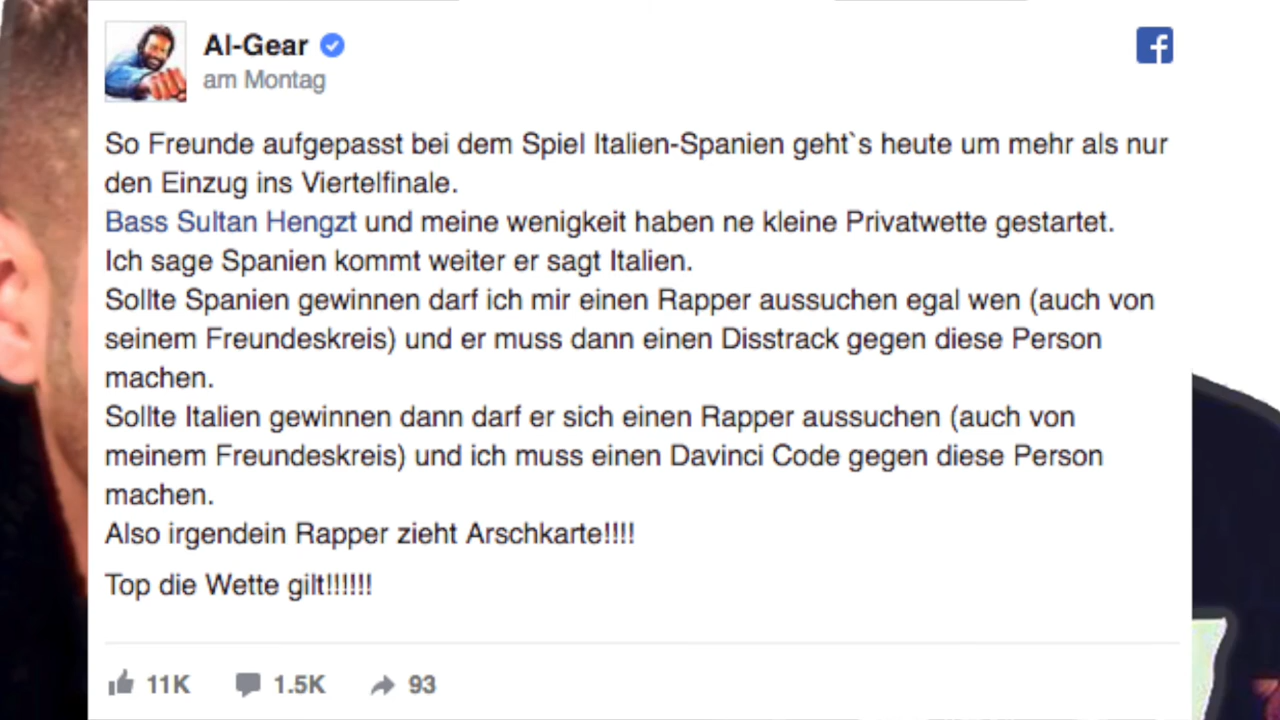 Al-Gear
am Montag
So Freunde aufgepasst bei dem Spiel Italien-Spanien geht`s heute um mehr als nur
den Einzug ins Viertelfinale.
Bass Sultan Hengzt und meine wenigkeit haben ne kleine Privatwette gestartet.
Ich sage Spanien kommt weiter er sagt Italien.
Sollte Spanien gewinnen darf ich mir einen Rapper aussuchen egal wen (auch von
seinem Freundeskreis) und er muss dann einen Disstrack gegen diese Person
machen.
Sollte Italien gewinnen dann darf er sich einen Rapper aussuchen (auch von
meinem Freundeskreis) und ich muss einen Davinci Code gegen diese Person
machen.
Also irgendein Rapper zieht Arschkarte!!!!
Top die Wette gilt!!!!!!
11K 1.5K 93